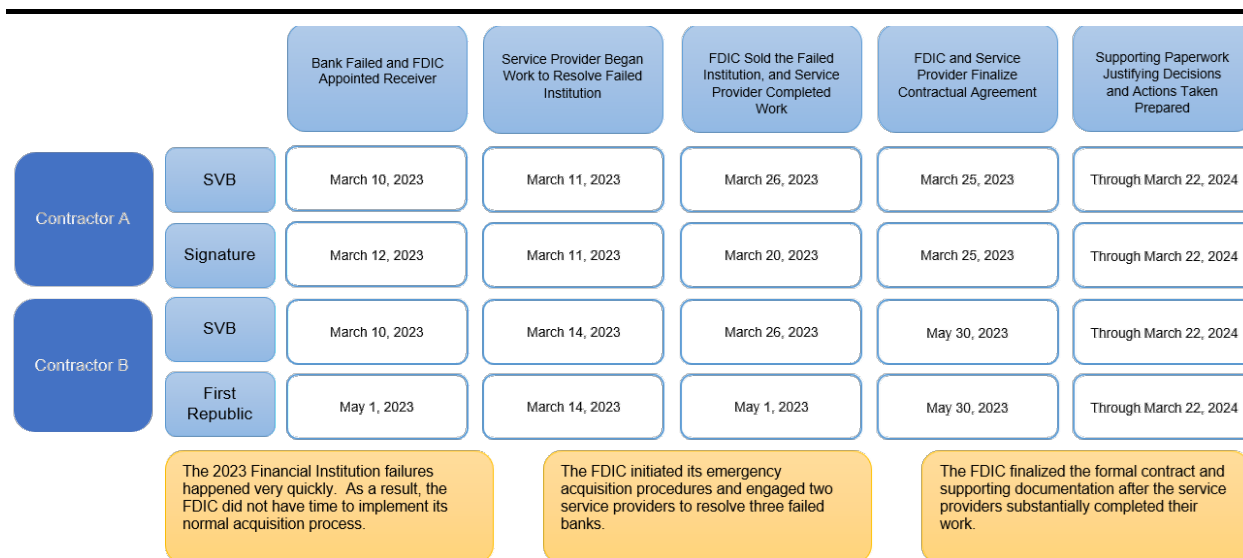 Bank Failed and FDIC
Appointed Receiver
Service Provider Began
Work to Resolve Failed
Institution
FDIC Sold the Failed
Institution, and Service
Provider Completed
Work
FDIC and Service
Provider Finalize
Contractual Agreement
Supporting Paperwork
Justifying Decisions
and Actions Taken
Prepared
Contractor A
SVB
March 10, 2023
March 11, 2023
March 26, 2023
March 25, 2023
Through March 22, 2024
Signature
March 12, 2023
March 11, 2023
March 20, 2023
March 25, 2023
Through March 22, 2024
Contractor B
SVB
March 10, 2023
March 14, 2023
March 26, 2023
May 30, 2023
Through March 22, 2024
First
Republic
May 1, 2023
March 14, 2023
May 1, 2023
May 30, 2023
Through March 22, 2024
The 2023 Financial Institution failures
happened very quickly.  As a result, the
FDIC did not have time to implement its
normal acquisition process.
The FDIC initiated its emergency
acquisition procedures and engaged two
service providers to resolve three failed
banks.
The FDIC finalized the formal contract and
supporting documentation after the service
providers substantially completed their
work.